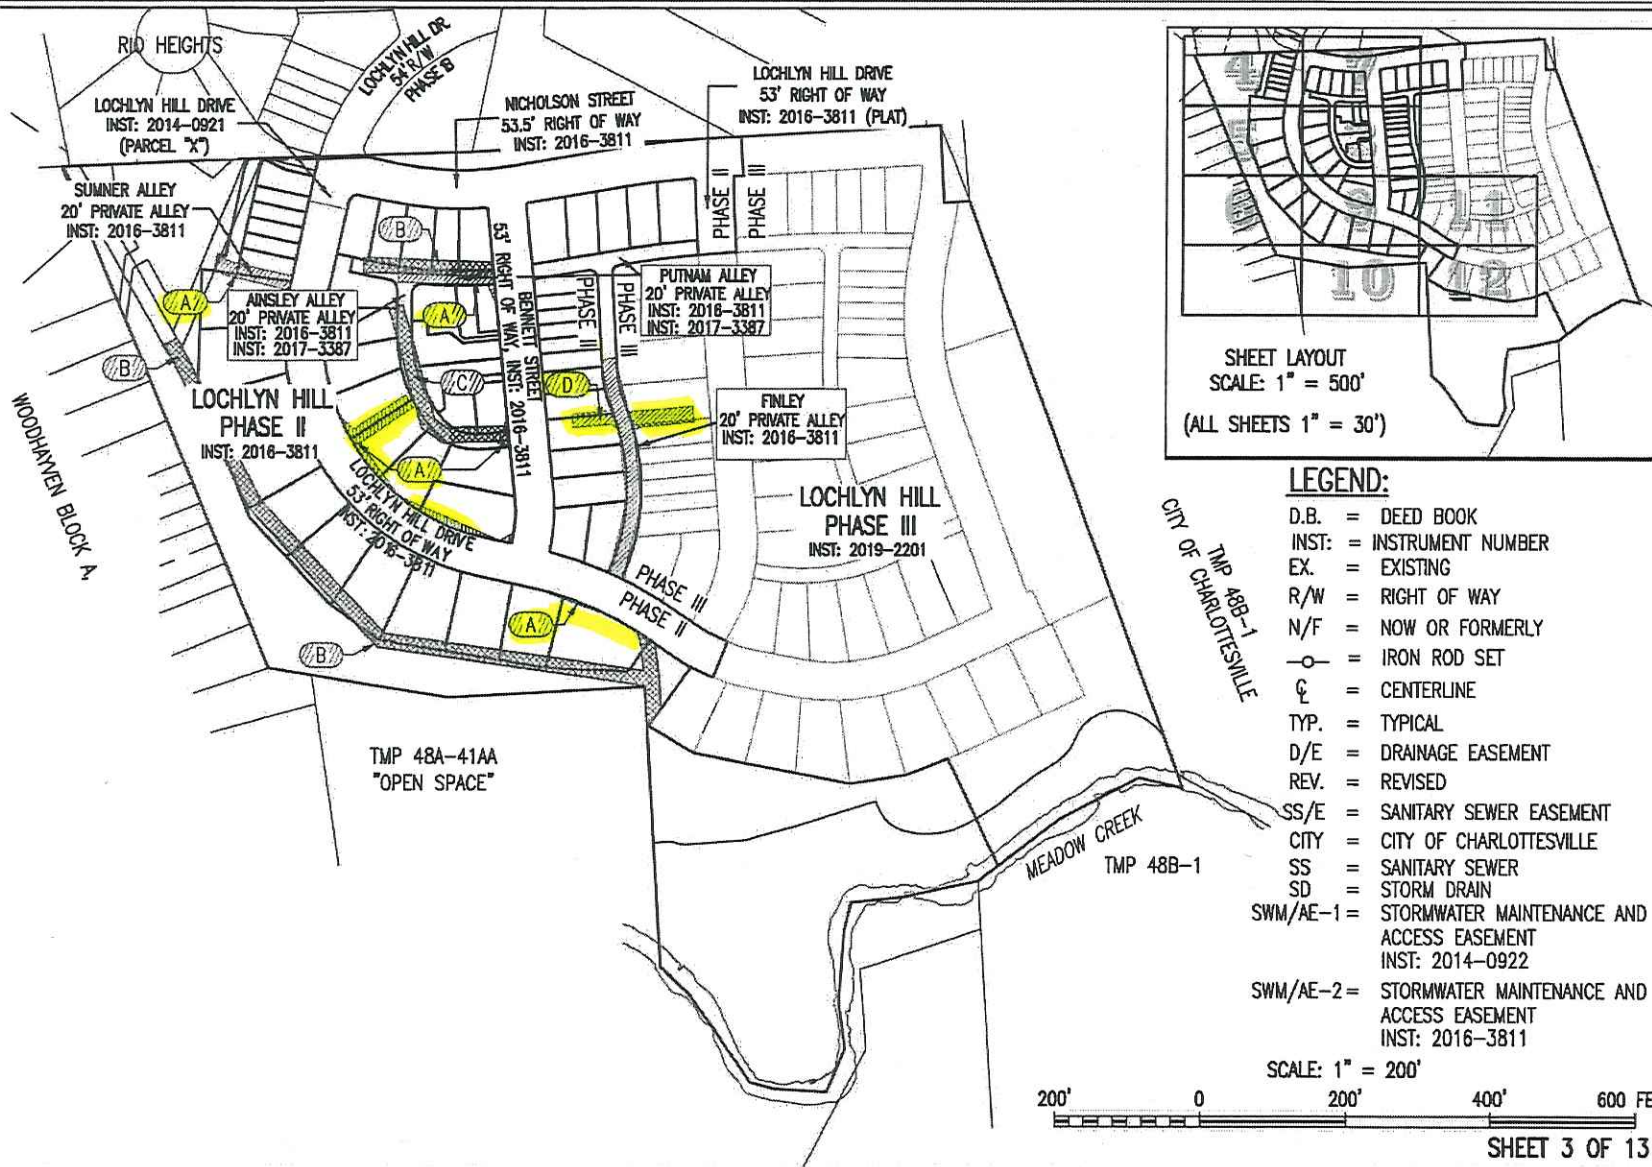 RIO HEIGHTS
LOCHLYN HILL DR
54' R/W
PHASE B
LOCHLYN HILL DRIVE
INST: 2014-0921
(PARCEL "X")
NICHOLSON STREET
53.5' RIGHT OF WAY
INST: 2016-3811
LOCHLYN HILL DRIVE
53' RIGHT OF WAY
INST: 2016-3811 (PLAT)
SUMNER ALLEY
20' PRIVATE ALLEY
INST: 2016-3811
PHASE II
PHASE III
B
A
AINSLEY ALLEY
20' PRIVATE ALLEY
INST: 2016-3811
INST: 2017-3387
A
53' RIGHT OF WAY, INST: 2016-3811
BENNETT STREET
PHASE II
PHASE III
PUTNAM ALLEY
20' PRIVATE ALLEY
INST: 2016-3811
INST: 2017-3387
B
C
D
FINLEY
20' PRIVATE ALLEY
INST: 2016-3811
WOODHAVEN BLOCK A,
LOCHLYN HILL
PHASE II
INST: 2016-3811
A
LOCHLYN HILL DRIVE
53' RIGHT OF WAY
INST: 2016-3811
LOCHLYN HILL
PHASE III
INST: 2019-2201
PHASE III
PHASE II
A
B
TMP 48A-41AA
"OPEN SPACE"
MEADOW CREEK
TMP 48B-1
TMP 48B-1
CITY OF CHARLOTTESVILLE
4
7
5
6
9
11
10
12
SHEET LAYOUT
SCALE: 1" = 500'
(ALL SHEETS 1" = 30')
LEGEND:
D.B. = DEED BOOK
INST: = INSTRUMENT NUMBER
EX. = EXISTING
R/W = RIGHT OF WAY
N/F = NOW OR FORMERLY
= IRON ROD SET
℄ = CENTERLINE
TYP. = TYPICAL
D/E = DRAINAGE EASEMENT
REV. = REVISED
SS/E = SANITARY SEWER EASEMENT
CITY = CITY OF CHARLOTTESVILLE
SS = SANITARY SEWER
SD = STORM DRAIN
SWM/AE-1 = STORMWATER MAINTENANCE AND
ACCESS EASEMENT
INST: 2014-0922
SWM/AE-2 = STORMWATER MAINTENANCE AND
ACCESS EASEMENT
INST: 2016-3811
SCALE: 1" = 200'
200' 0 200' 400' 600 FE
SHEET 3 OF 13